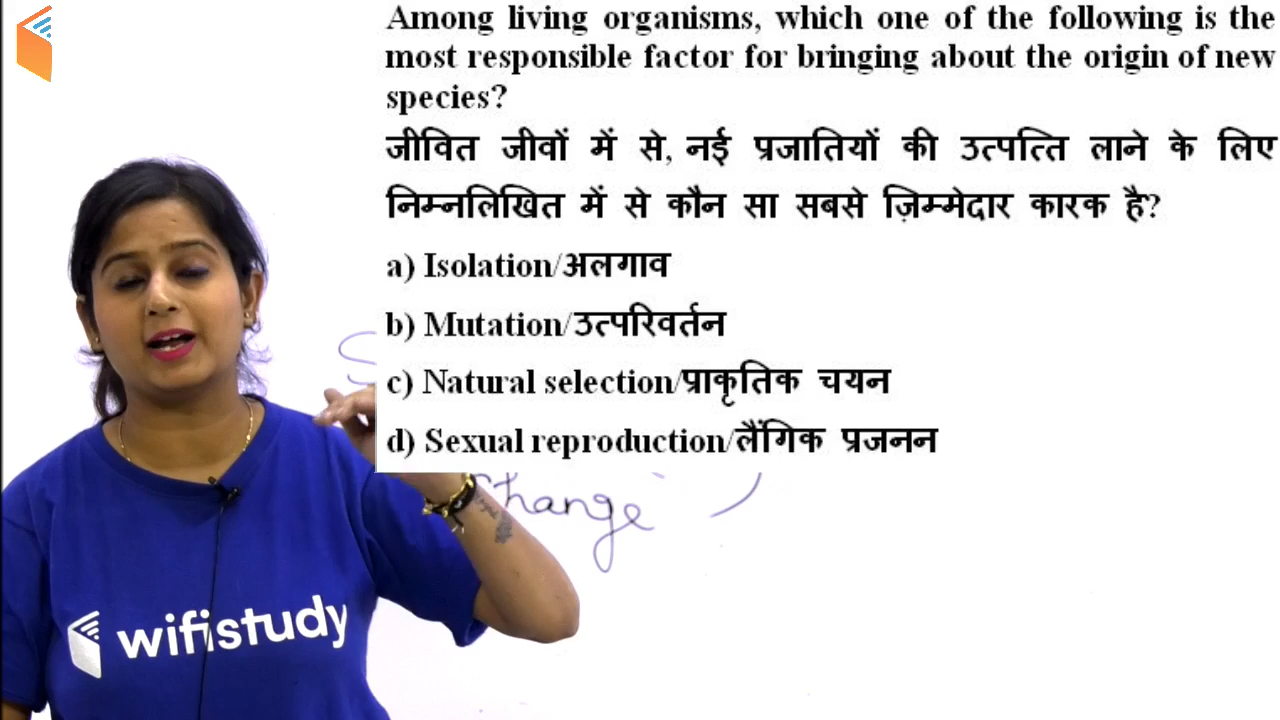 Among living organisms, which one of the following is the
most responsible factor for bringing about the origin of new
species?
जीवित जीवों में से, नई प्रजातियों की उत्पत्ति लाने के लिए
निम्नलिखित में से कौन सा सबसे ज़िम्मेदार कारक है?
a) Isolation/अलगाव
b) Mutation/उत्परिवर्तन
c) Natural selection/प्राकृतिक चयन
d) Sexual reproduction/लैंगिक प्रजनन
change
wifistudy